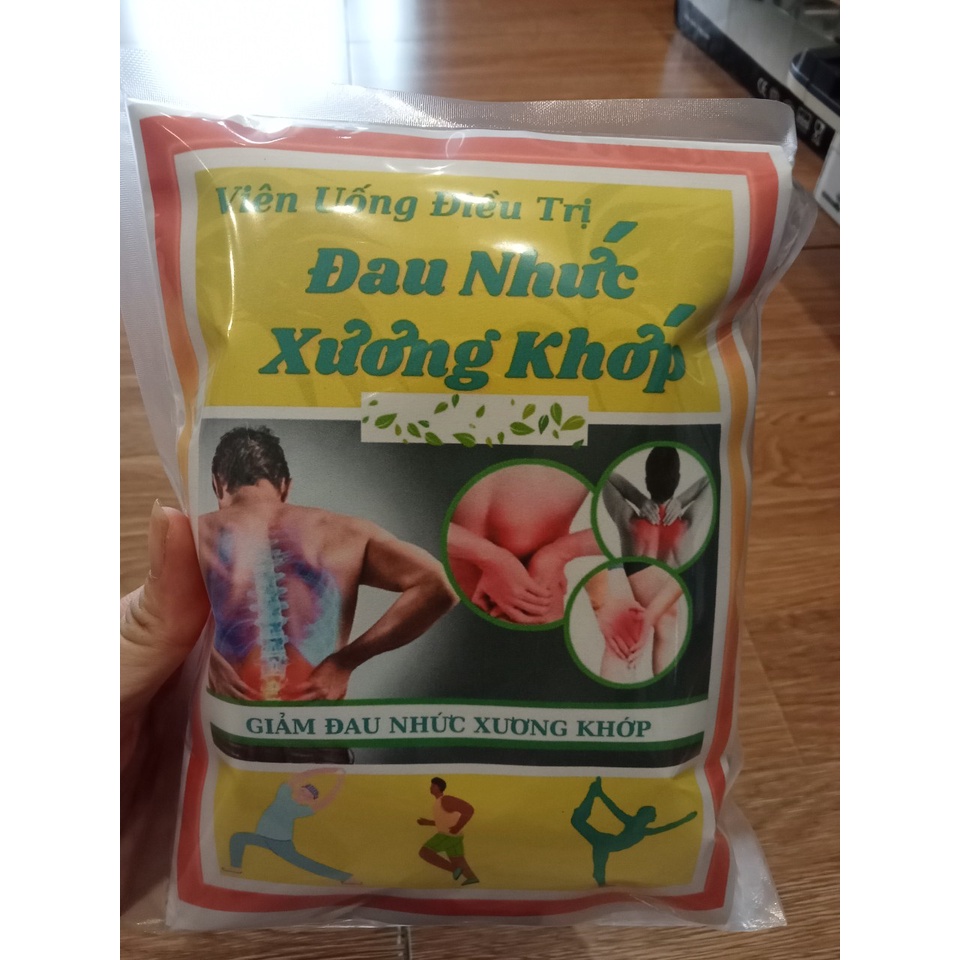 Viên Uống Điều Trị
Đau Nhức
Xương Khớp
GIẢM ĐAU NHỨC XƯƠNG KHỚP